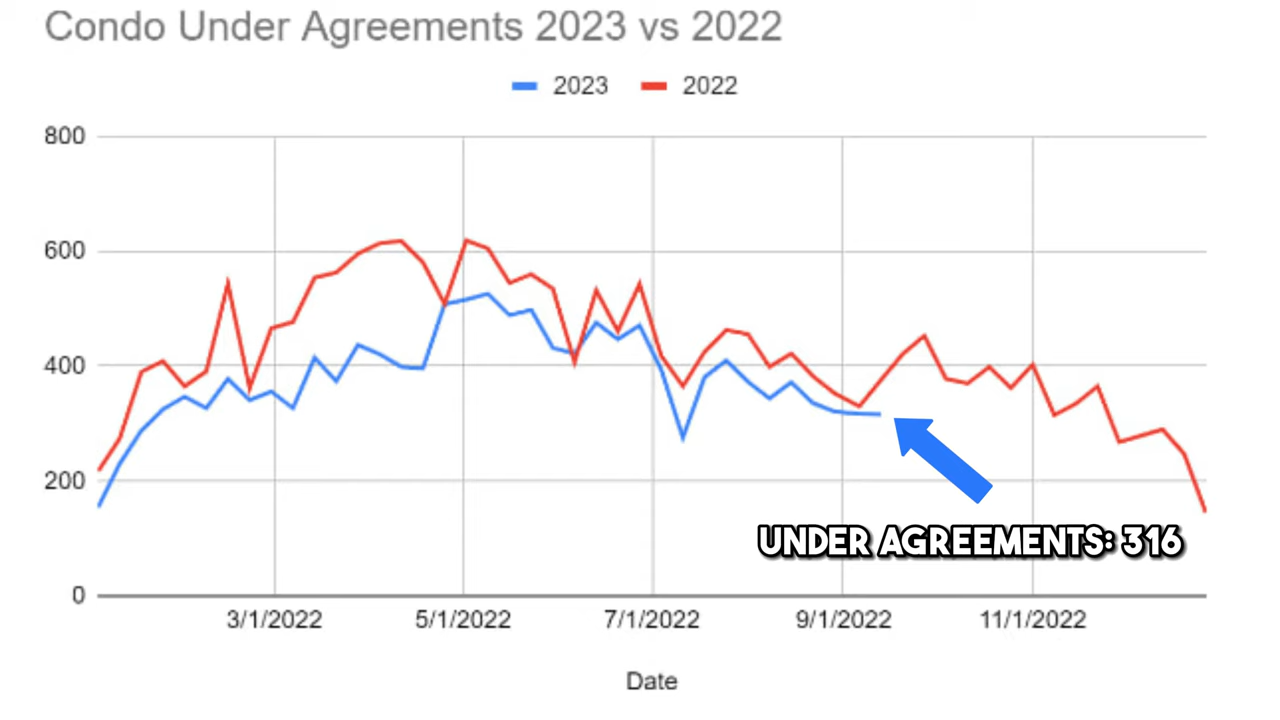 Condo Under Agreements 2023 vs 2022
2023 2022
800
600
400
200
0
3/1/2022 5/1/2022 7/1/2022 9/1/2022 11/1/2022
UNDER AGREEMENTS: 316
Date